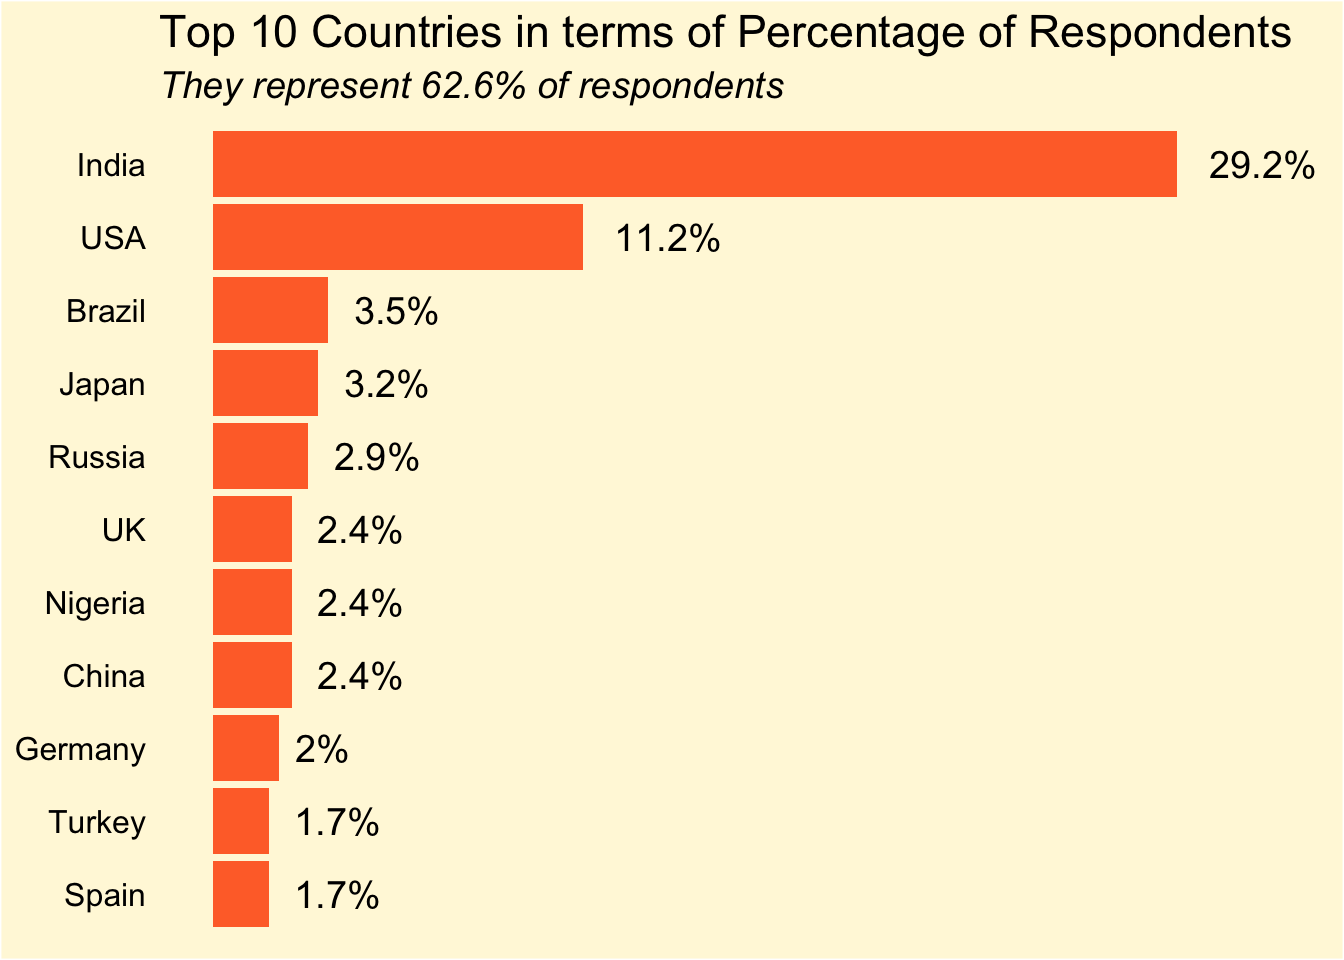 Top 10 Countries in terms of Percentage of Respondents
They represent 62.6% of respondents
India 29.2%
USA 11.2%
Brazil 3.5%
Japan 3.2%
Russia 2.9%
UK 2.4%
Nigeria 2.4%
China 2.4%
Germany 2%
Turkey 1.7%
Spain 1.7%